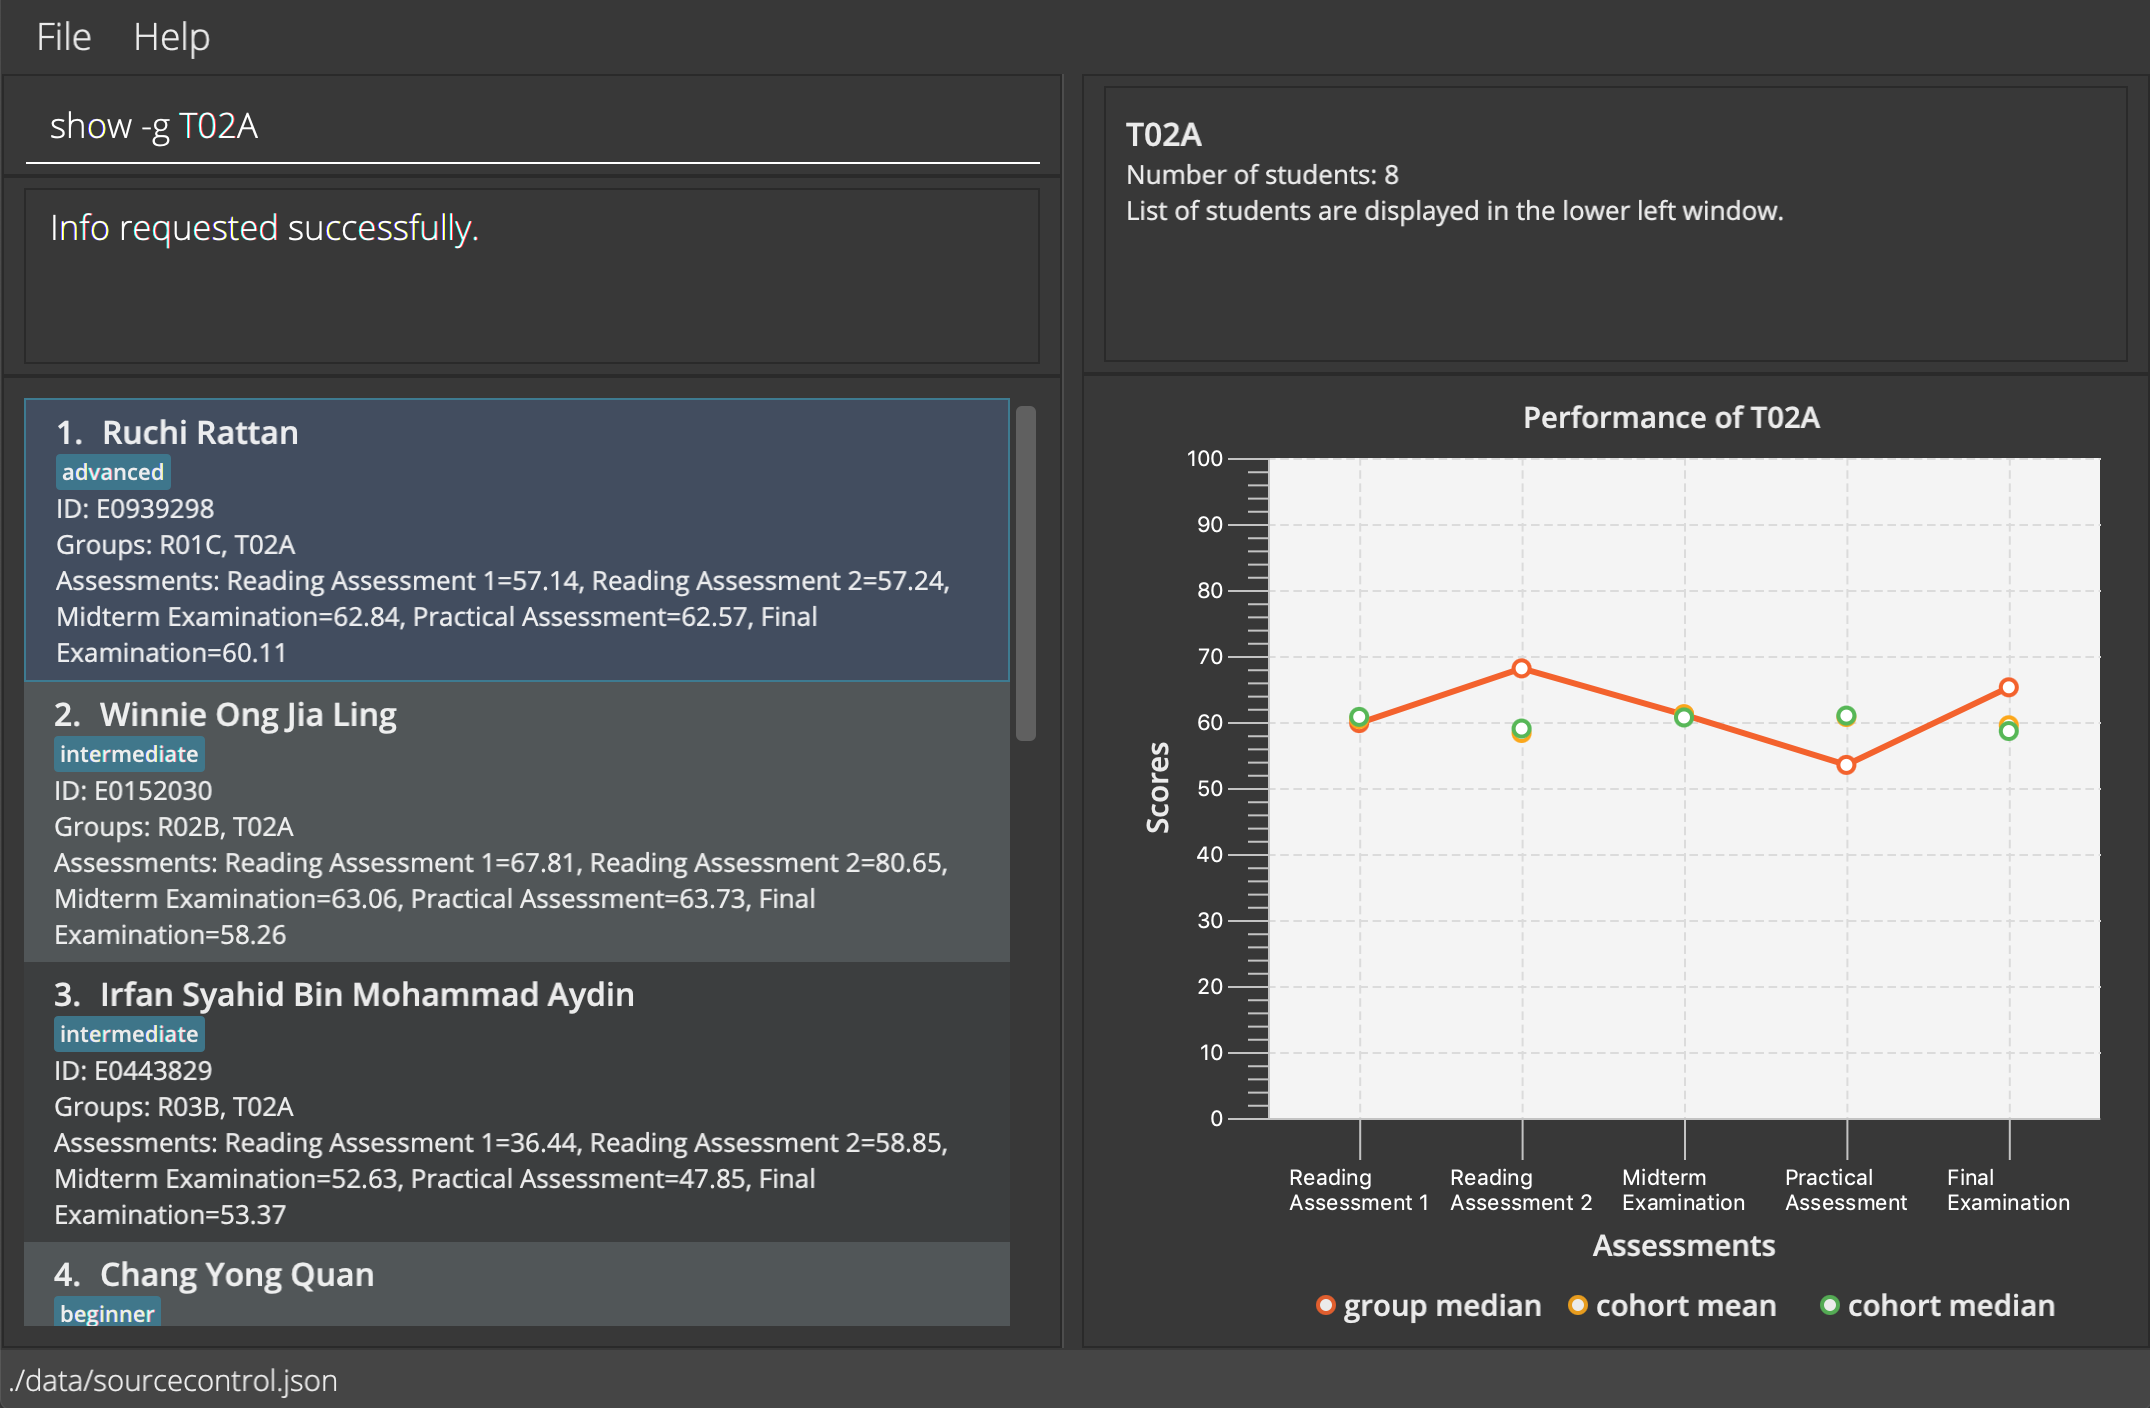 File Help
show -g T02A
Info requested successfully.
1. Ruchi Rattan
advanced
ID: E0939298
Groups: R01C, T02A
Assessments: Reading Assessment 1=57.14, Reading Assessment 2=57.24,
Midterm Examination=62.84, Practical Assessment=62.57, Final
Examination=60.11
2. Winnie Ong Jia Ling
intermediate
ID: E0152030
Groups: R02B, T02A
Assessments: Reading Assessment 1=67.81, Reading Assessment 2=80.65,
Midterm Examination=63.06, Practical Assessment=63.73, Final
Examination=58.26
3. Irfan Syahid Bin Mohammad Aydin
intermediate
ID: E0443829
Groups: R03B, T02A
Assessments: Reading Assessment 1=36.44, Reading Assessment 2=58.85,
Midterm Examination=52.63, Practical Assessment=47.85, Final
Examination=53.37
4. Chang Yong Quan
beginner
T02A
Number of students: 8
List of students are displayed in the lower left window.
Performance of T02A
100
90
80
70
60
50
40
30
20
10
0
Scores
Reading Assessment 1
Reading Assessment 2
Midterm Examination
Practical Assessment
Final Examination
Assessments
group median cohort mean cohort median
./data/sourcecontrol.json